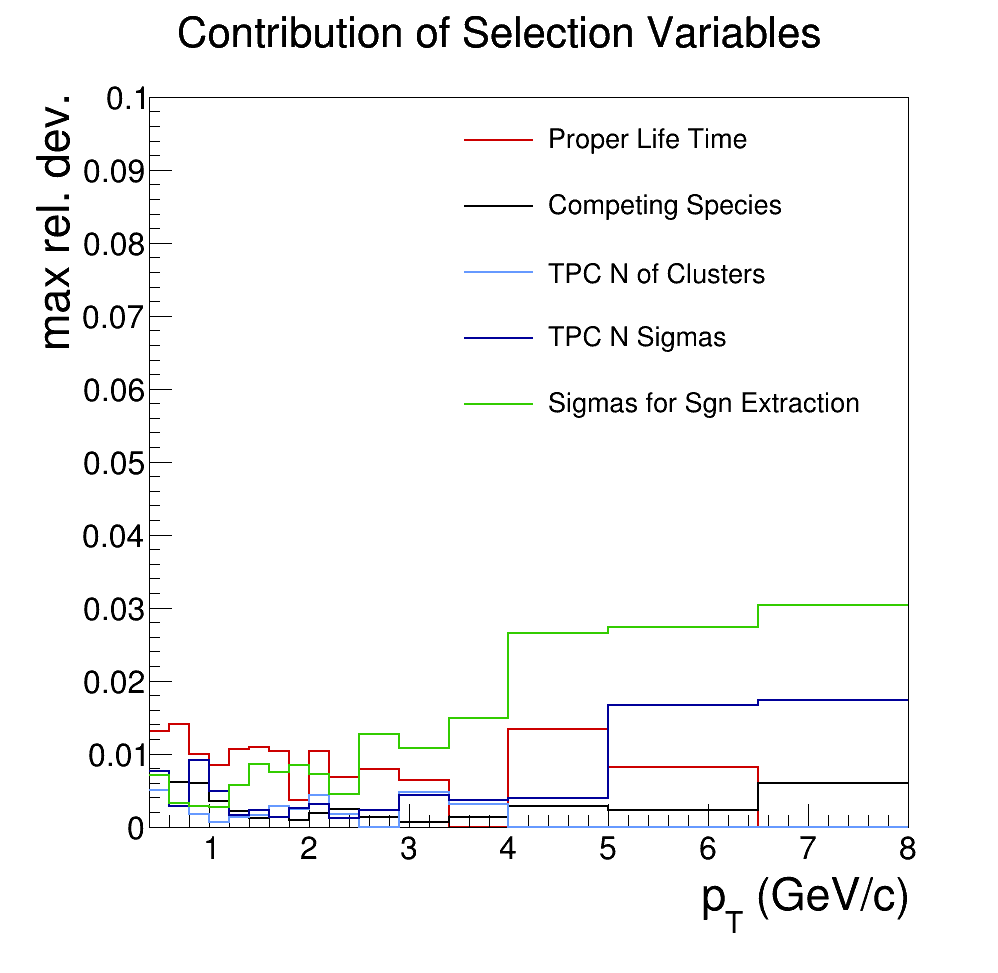 Contribution of Selection Variables
max rel. dev.
0.1
0.09
0.08
0.07
0.06
0.05
0.04
0.03
0.02
0.01
0
Proper Life Time
Competing Species
TPC N of Clusters
TPC N Sigmas
Sigmas for Sgn Extraction
1 2 3 4 5 6 7 8
p_T (GeV/c)